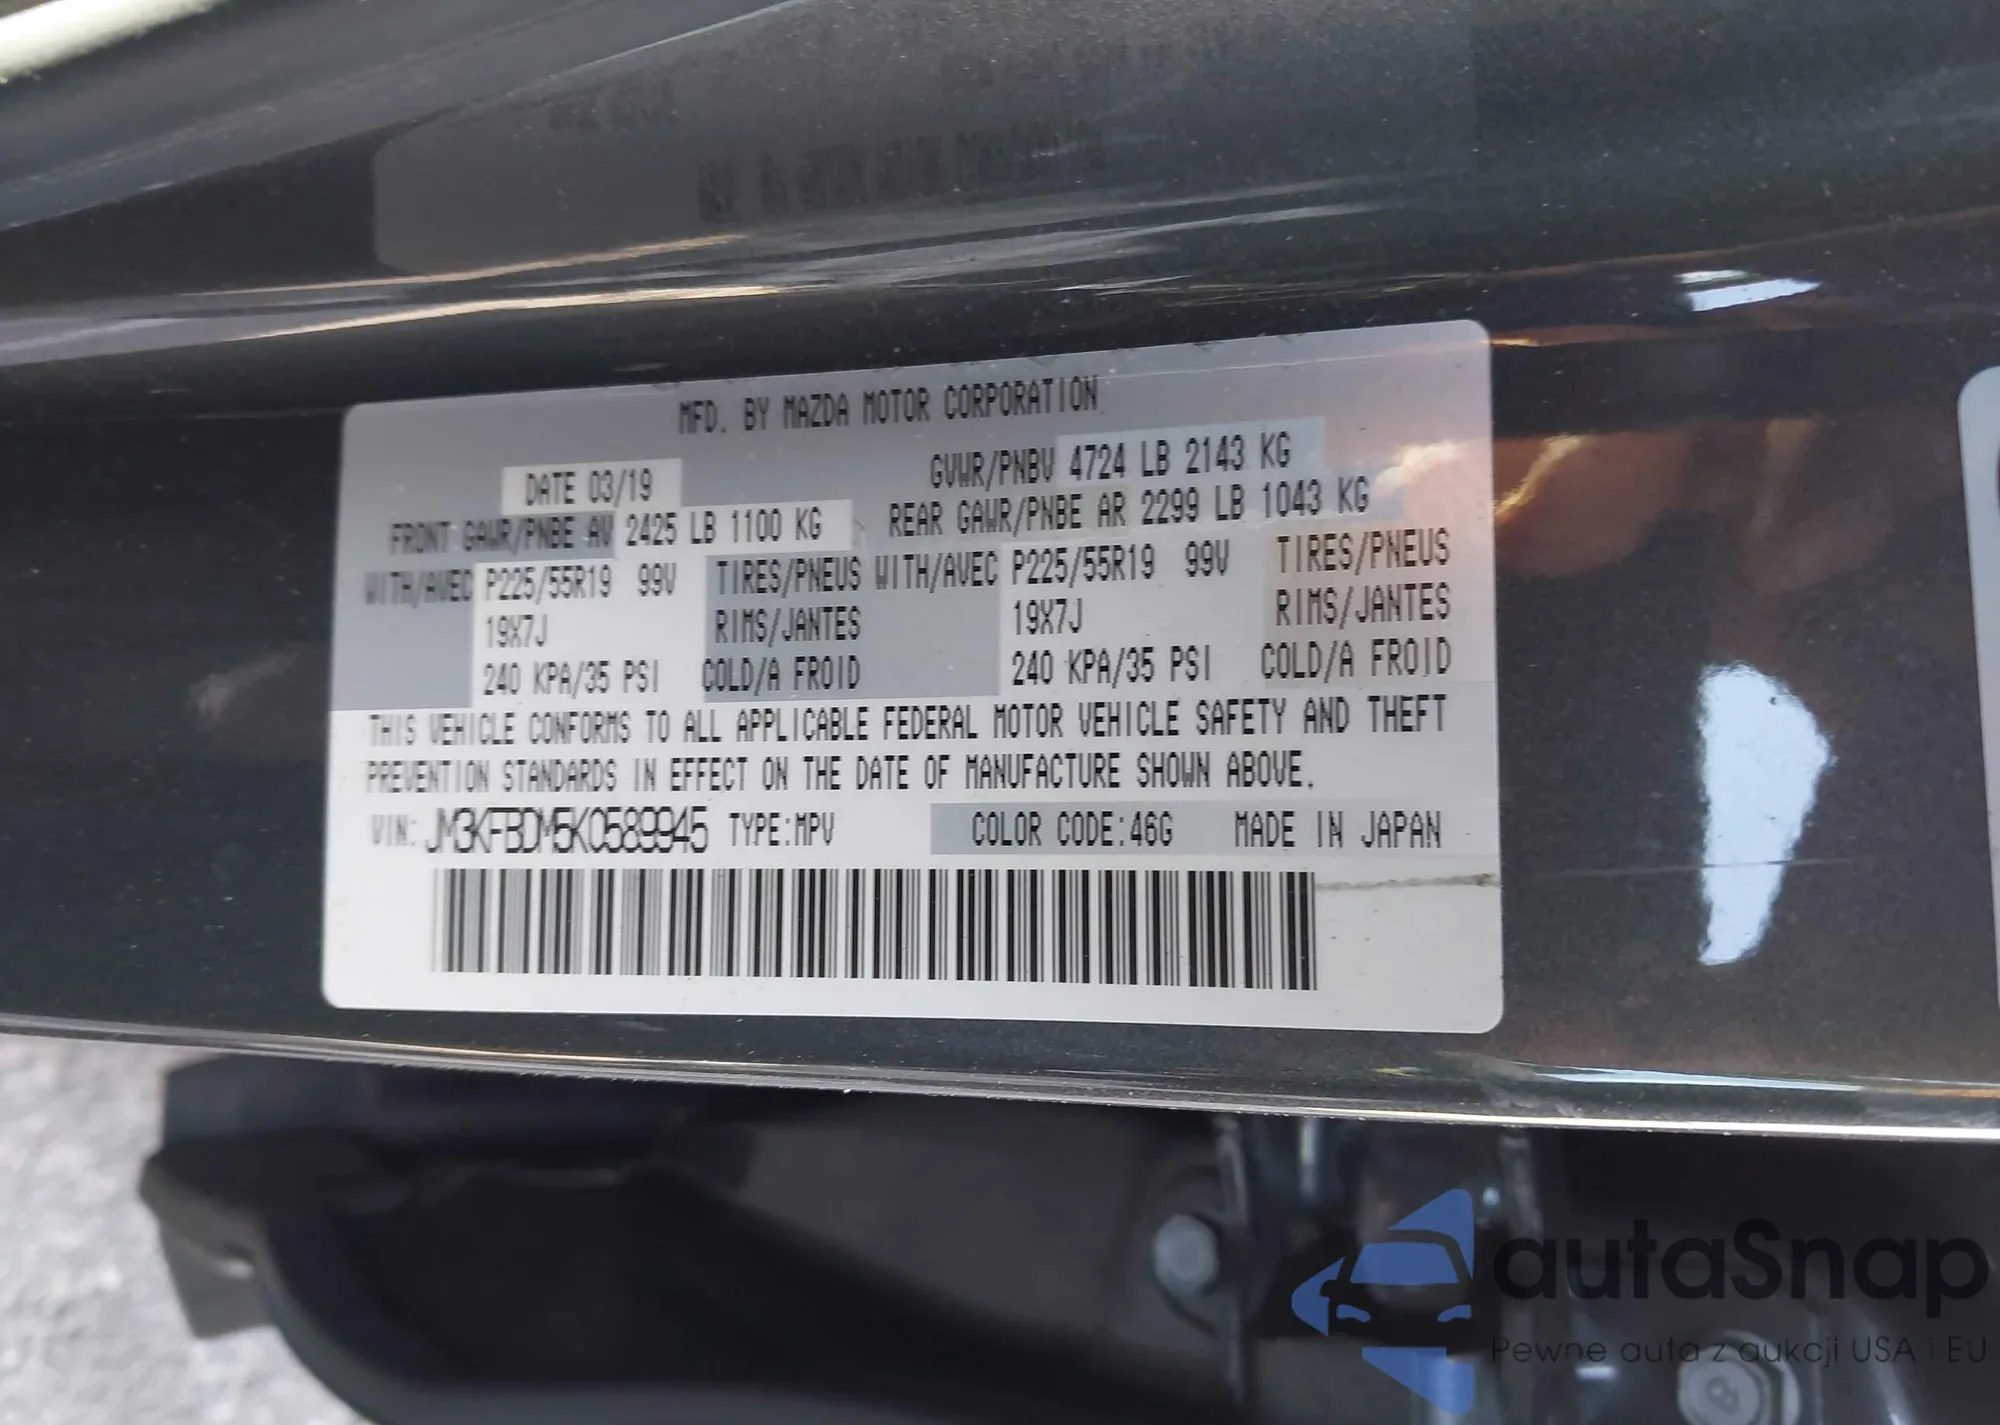 MFD. BY MAZDA MOTOR CORPORATION
DATE 03/19 GVWR/PNBV 4724 LB 2143 KG
FRONT GAWR/PNBE AV 2425 LB 1100 KG REAR GAWR/PNBE AR 2299 LB 1043 KG
WITH/AVEC P225/55R19 99V TIRES/PNEUS WITH/AVEC P225/55R19 99V TIRES/PNEUS
19X7J RIMS/JANTES 19X7J RIMS/JANTES
240 KPA/35 PSI COLD/A FROID 240 KPA/35 PSI COLD/A FROID
THIS VEHICLE CONFORMS TO ALL APPLICABLE FEDERAL MOTOR VEHICLE SAFETY AND THEFT
PREVENTION STANDARDS IN EFFECT ON THE DATE OF MANUFACTURE SHOWN ABOVE.
VIN: JM3KFBDM5K0589945 TYPE:MPV COLOR CODE:46G MADE IN JAPAN
autaSnap
Pewne auta z aukcji USA i EU
8